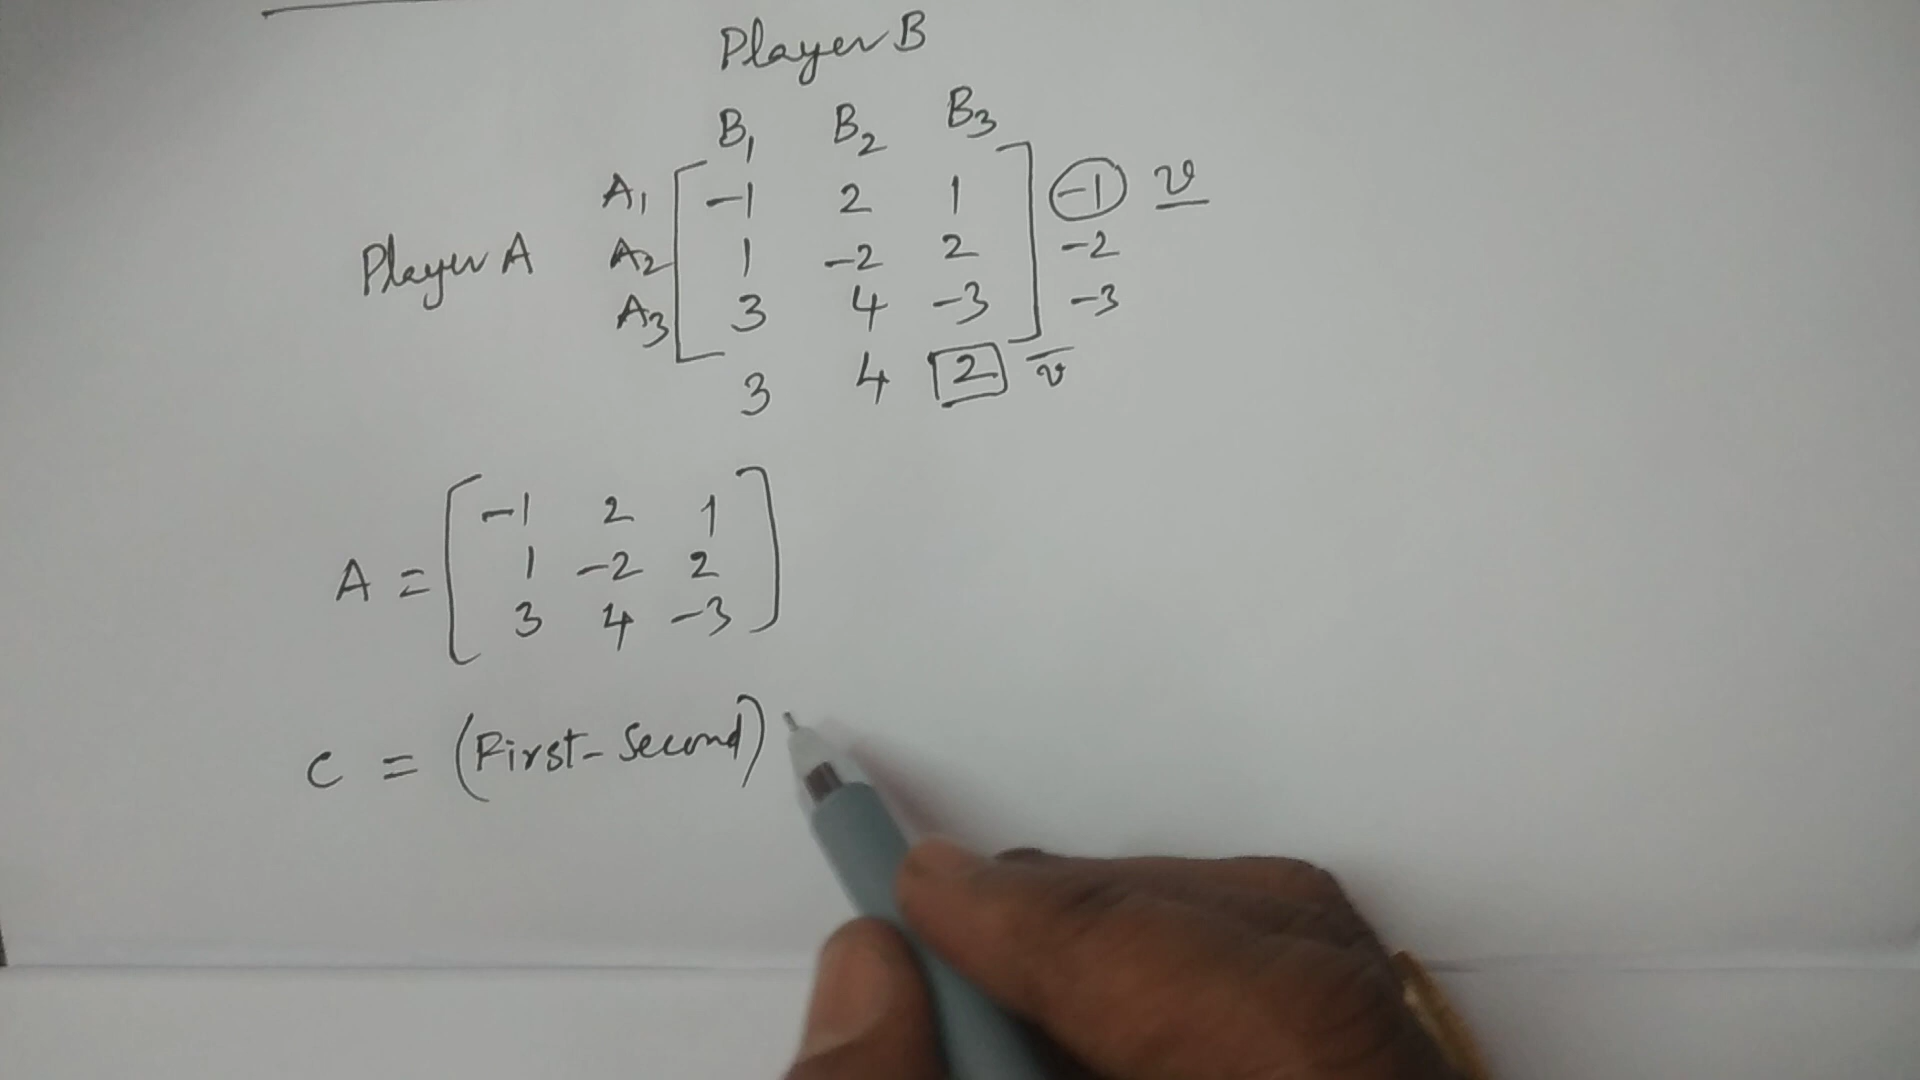 Player B
B1 B2 B3
A1 -1 2 1 -1 v
Player A A2 1 -2 2 -2
A3 3 4 -3 -3
3 4 2 v̅
A = -1 2 1
1 -2 2
3 4 -3
C = (First - Second)